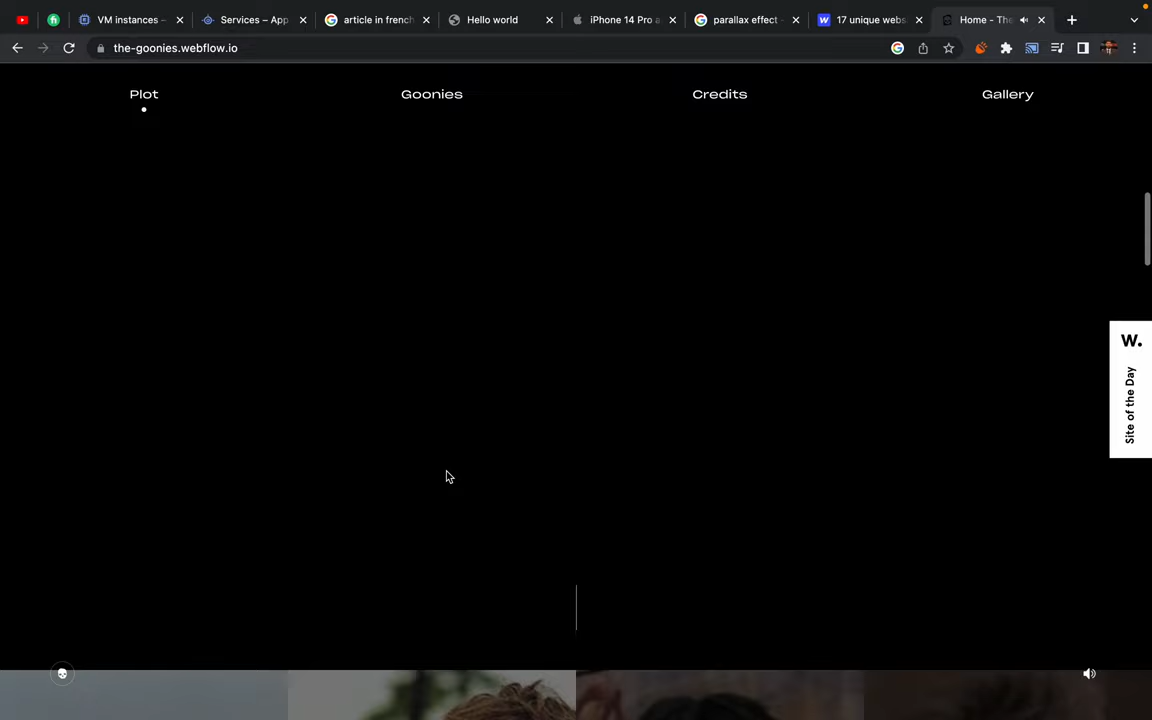 VM instances –
Services – App
article in french
Hello world
iPhone 14 Pro a
parallax effect -
17 unique webs
Home - The
the-goonies.webflow.io
Plot
Goonies
Credits
Gallery
W.
Site of the Day